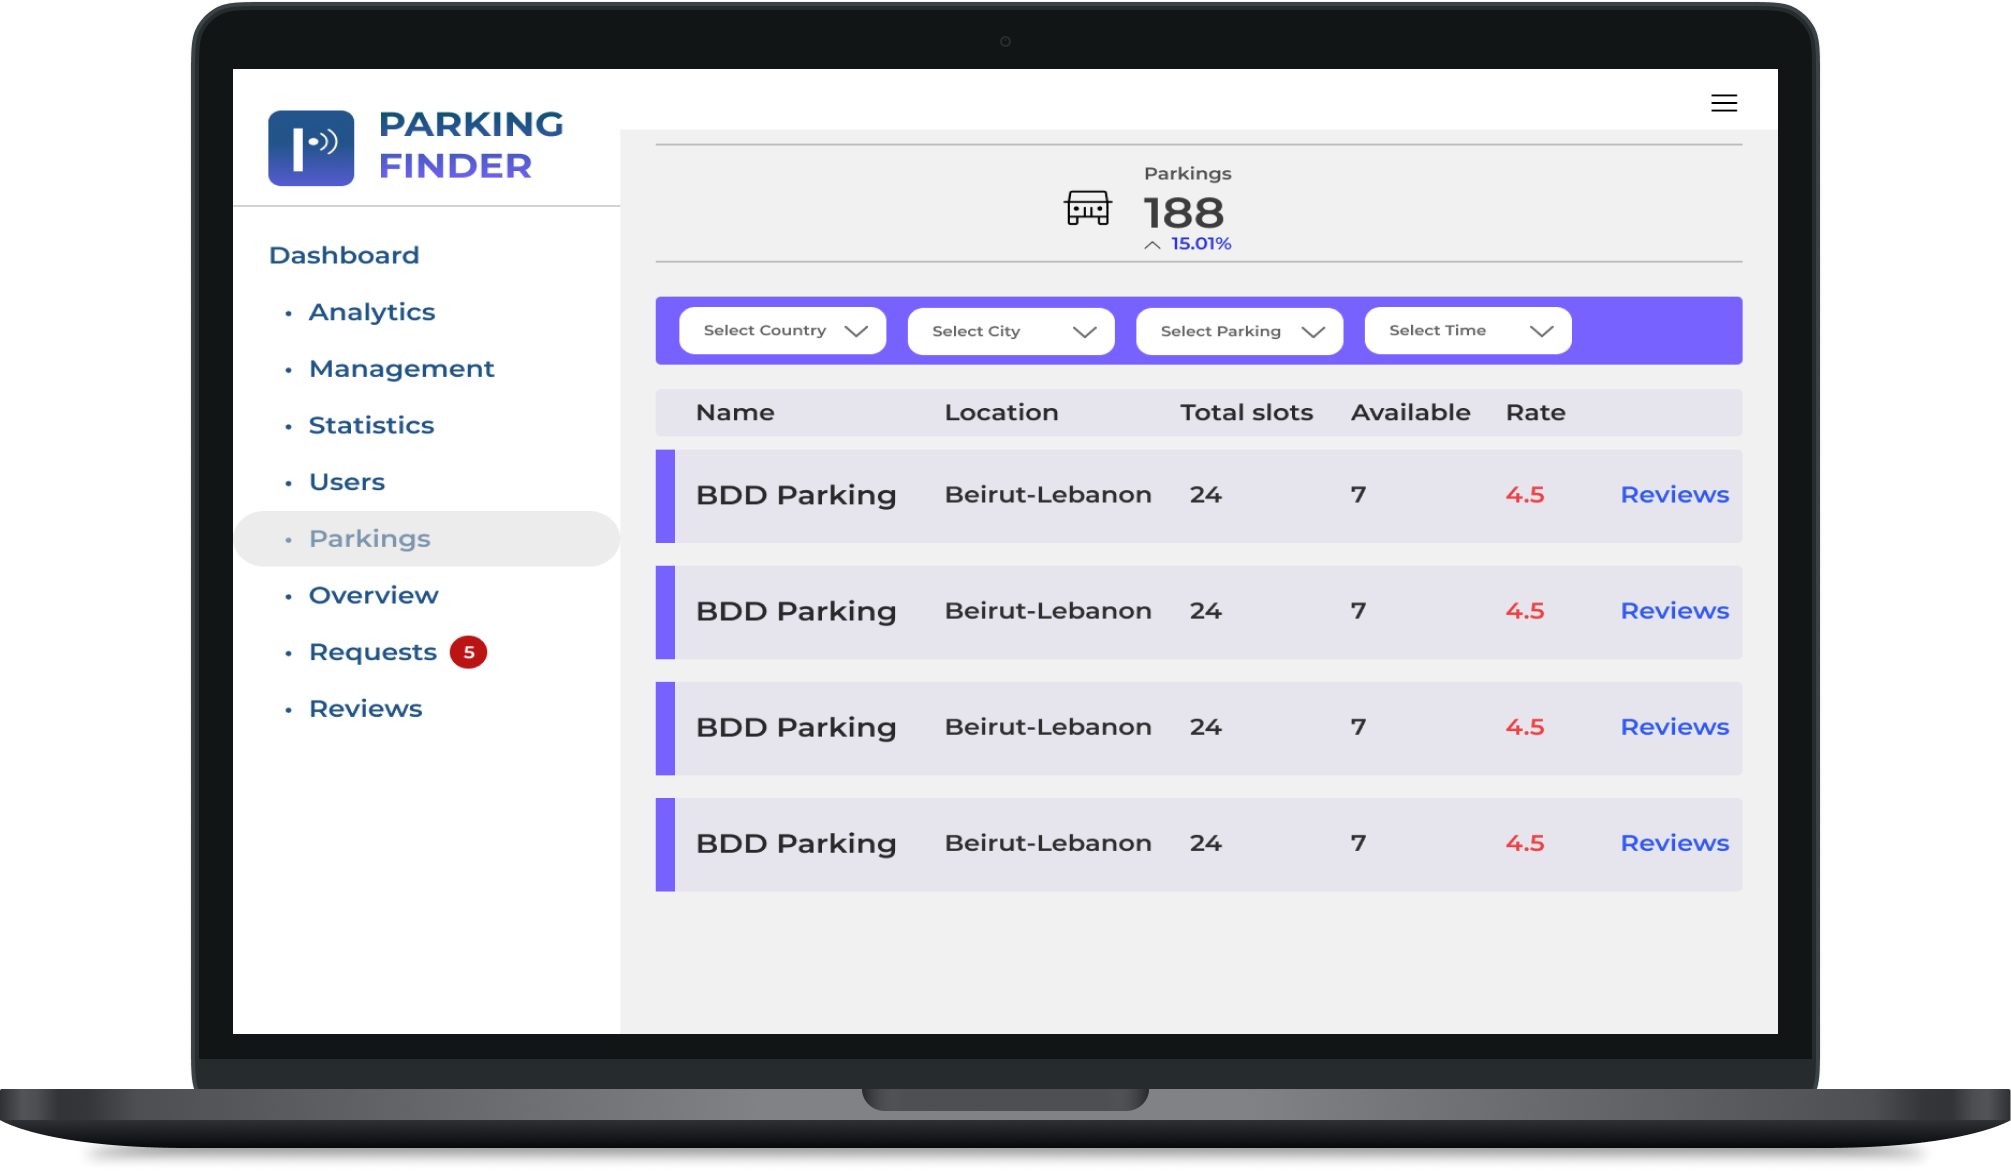 PARKING
FINDER
Dashboard
• Analytics
• Management
• Statistics
• Users
• Parkings
• Overview
• Requests 5
• Reviews
Parkings
188
15.01%
Select Country Select City Select Parking Select Time
Name Location Total slots Available Rate
BDD Parking Beirut-Lebanon 24 7 4.5 Reviews
BDD Parking Beirut-Lebanon 24 7 4.5 Reviews
BDD Parking Beirut-Lebanon 24 7 4.5 Reviews
BDD Parking Beirut-Lebanon 24 7 4.5 Reviews